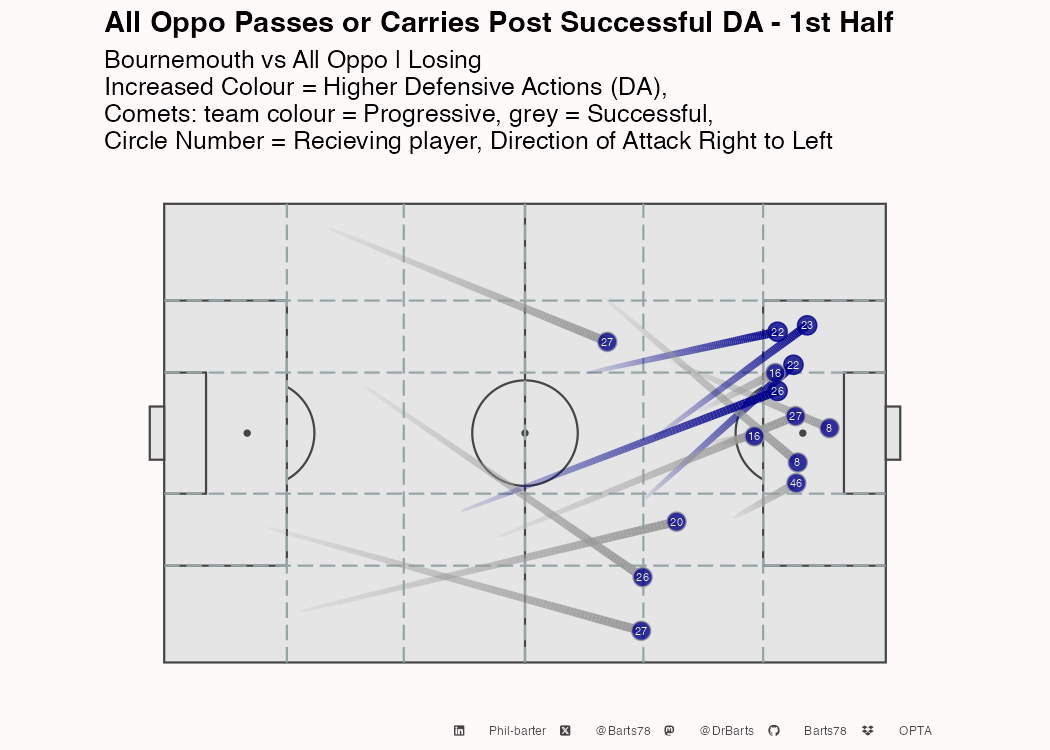 All Oppo Passes or Carries Post Successful DA - 1st Half
Bournemouth vs All Oppo | Losing
Increased Colour = Higher Defensive Actions (DA),
Comets: team colour = Progressive, grey = Successful,
Circle Number = Recieving player, Direction of Attack Right to Left
22
23
27
22
16
26
27
8
16
8
46
20
26
27
Phil-barter @Barts78 @DrBarts Barts78 OPTA